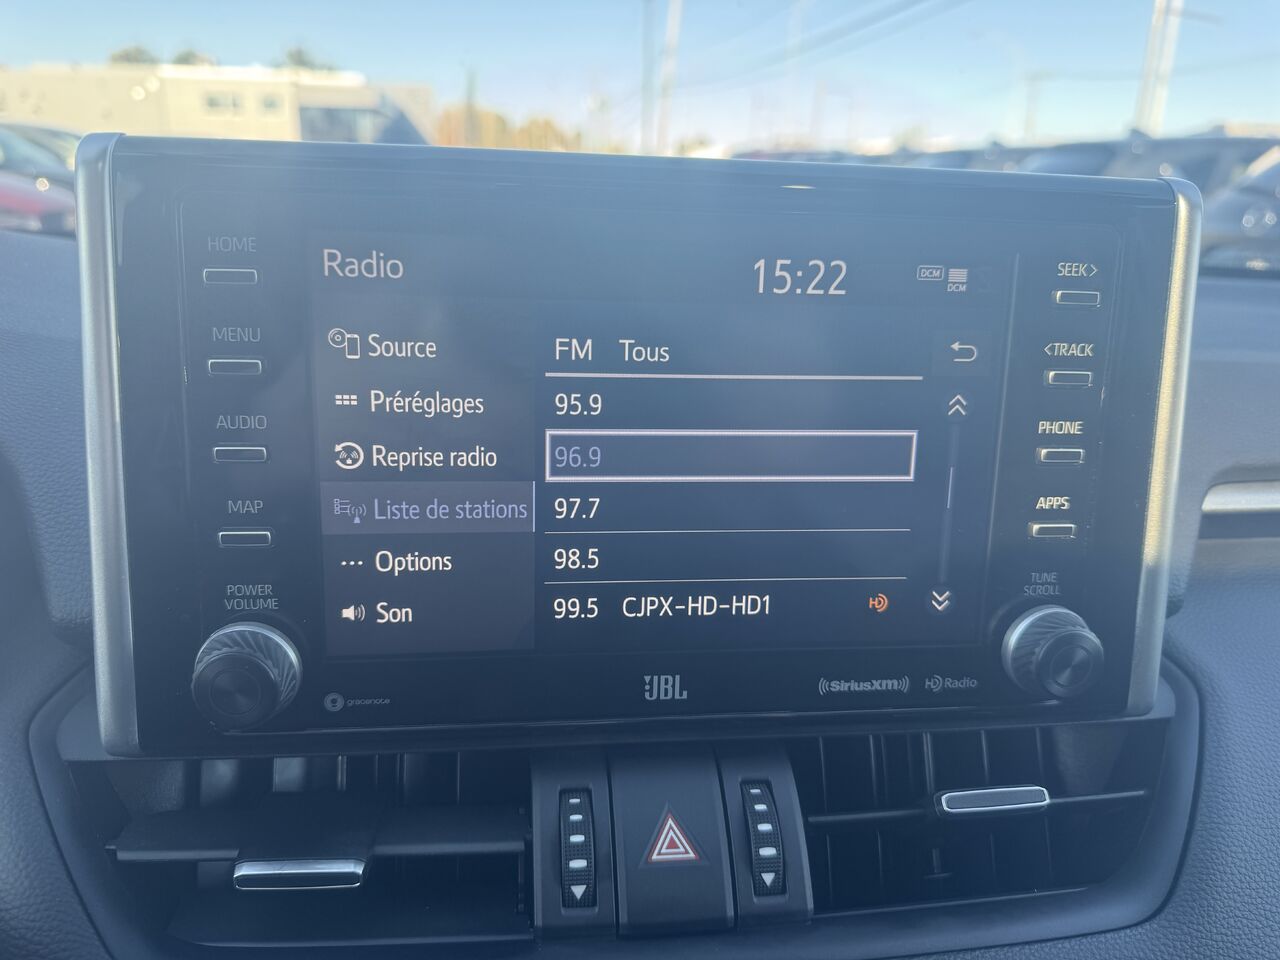 HOME
MENU
AUDIO
MAP
POWER
VOLUME
Radio
15:22
DCM
DCM
Source
Préréglages
Reprise radio
Liste de stations
Options
Son
FM Tous
95.9
96.9
97.7
98.5
99.5 CJPX-HD-HD1 HD
SEEK>
<TRACK
PHONE
APPS
TUNE
SCROLL
gracenote
JBL
((SiriusXM))
HD Radio